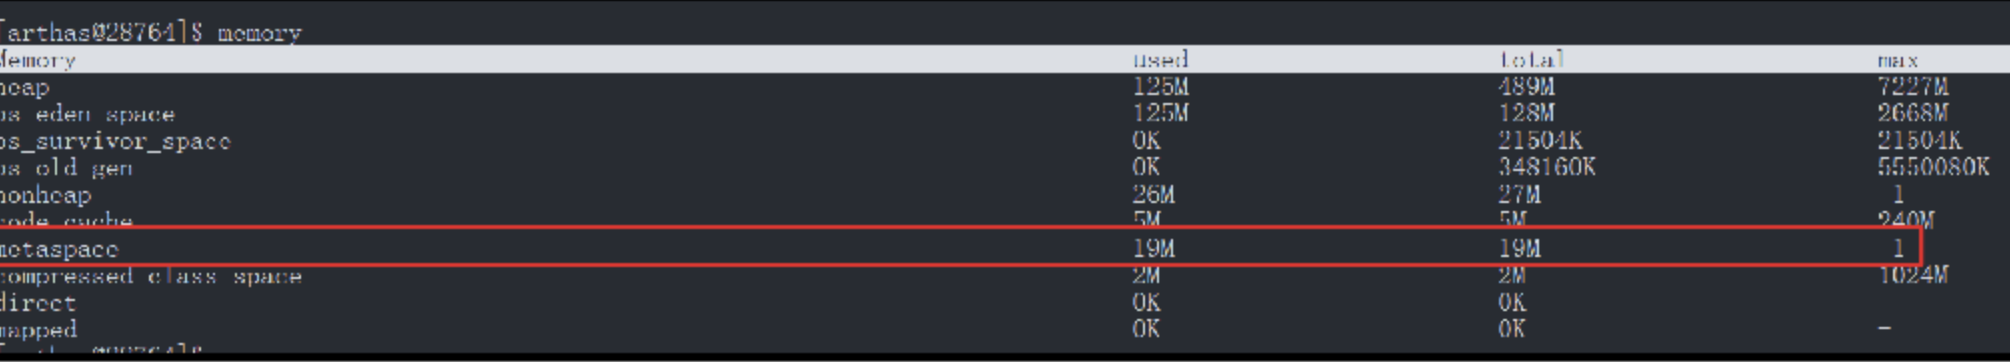 [arthas@28764]$ memory
Memory used total max
heap 125M 489M 7227M
ps_eden_space 125M 128M 2668M
ps_survivor_space 0K 21504K 21504K
ps_old_gen 0K 348160K 5550080K
nonheap 26M 27M 1
code_cache 5M 5M 240M
metaspace 19M 19M 1
compressed_class_space 2M 2M 1024M
direct 0K 0K
mapped 0K 0K -
[arthas@28764]$